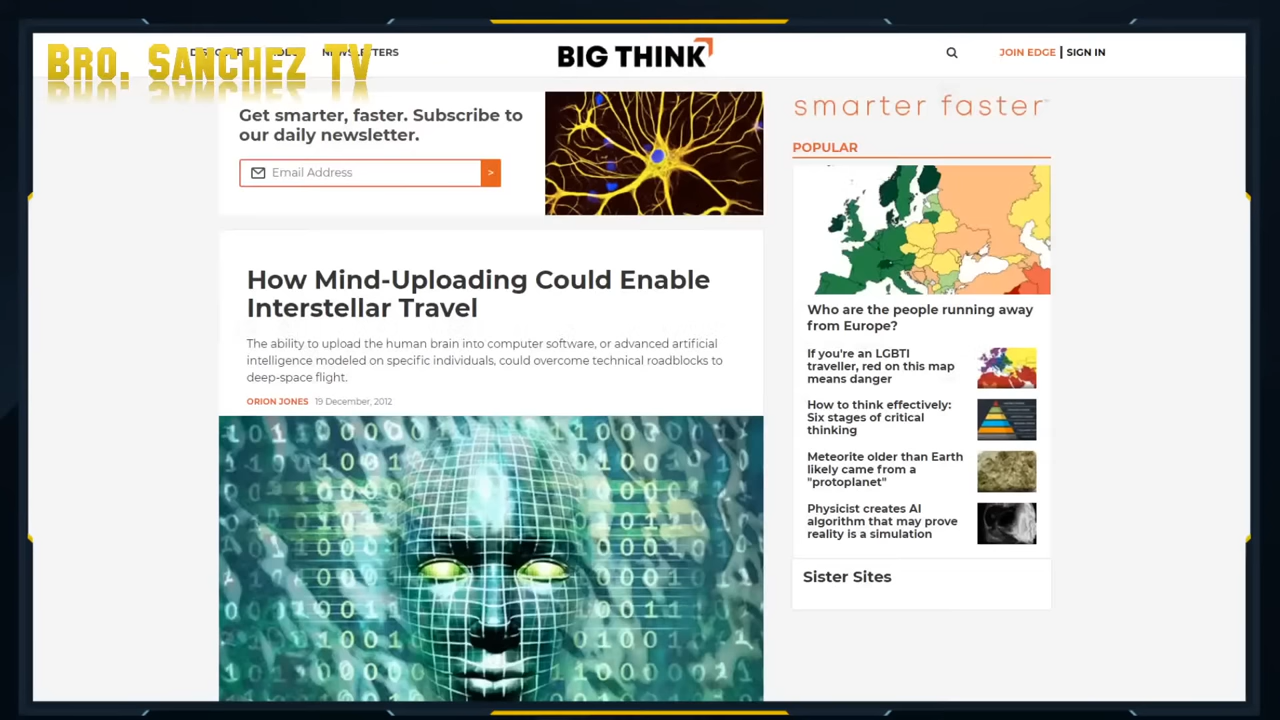 Bro. Sanchez TV
BIG THINK
JOIN EDGE | SIGN IN
Get smarter, faster. Subscribe to
our daily newsletter.
Email Address
>
smarter faster
POPULAR
How Mind-Uploading Could Enable
Interstellar Travel
The ability to upload the human brain into computer software, or advanced artificial
intelligence modeled on specific individuals, could overcome technical roadblocks to
deep-space flight.
ORION JONES 19 December, 2012
Who are the people running away
from Europe?
If you're an LGBTI
traveller, red on this map
means danger
How to think effectively:
Six stages of critical
thinking
Meteorite older than Earth
likely came from a
"protoplanet"
Physicist creates AI
algorithm that may prove
reality is a simulation
Sister Sites